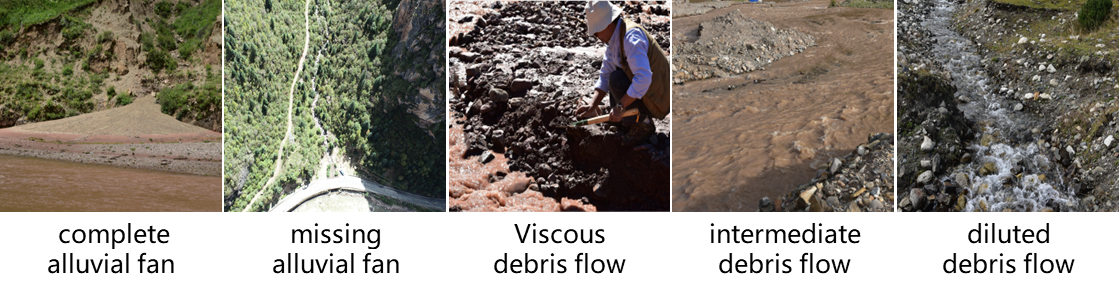 complete
alluvial fan
missing
alluvial fan
Viscous
debris flow
intermediate
debris flow
diluted
debris flow